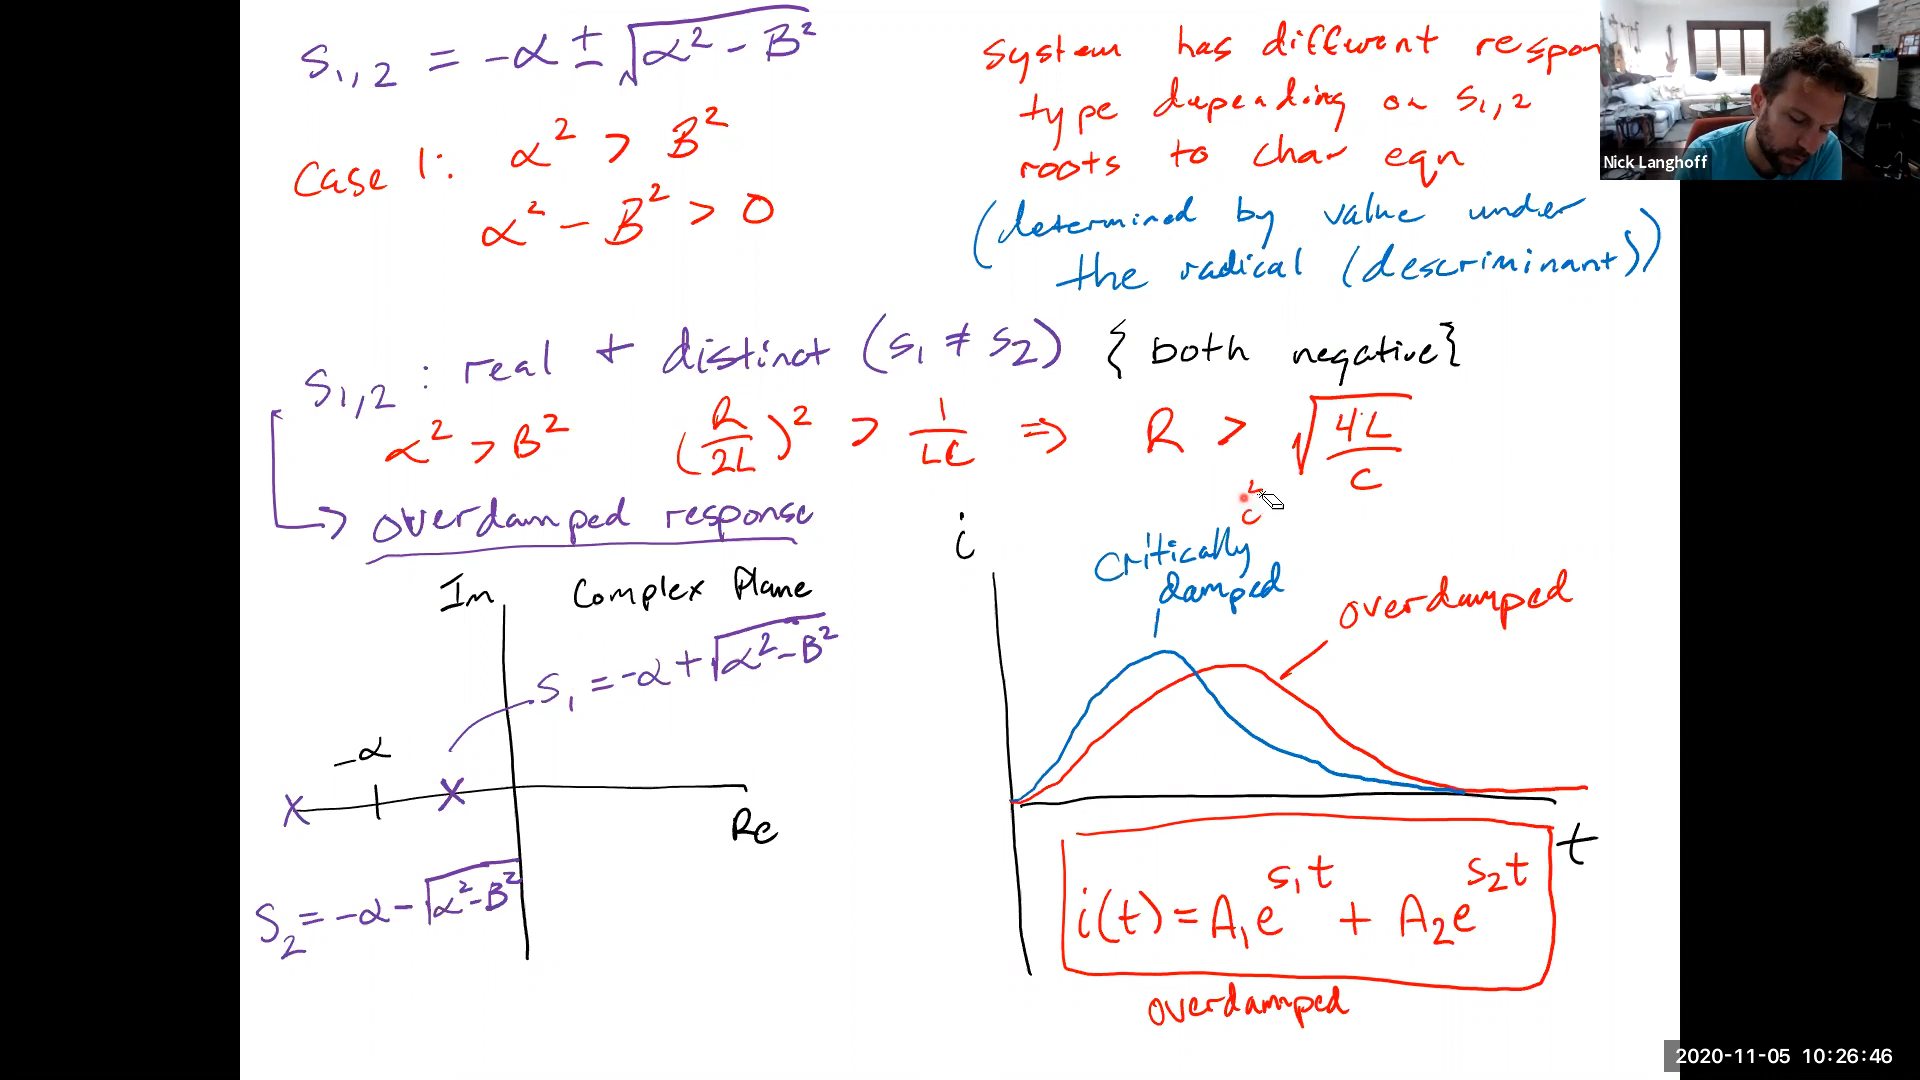 s₁,₂ = -α ± √(α² - B²)
Case 1: α² > B²
α² - B² > 0
system has different respon
type depending on s₁,₂
roots to char eqn
(determined by value under
the radical (descriminant))
Nick Langhoff
s₁,₂ : real + distinct (s₁ ≠ s₂) {both negative}
α² > B² (R/2L)² > 1/LC ⇒ R > √(4L/C)
→ overdamped response
Im Complex Plane
s₁ = -α + √(α² - B²)
-α
x x
Re
s₂ = -α - √(α² - B²)
i
critically
damped
overdamped
t
i(t) = A₁e^(s₁t) + A₂e^(s₂t)
overdamped
2020-11-05 10:26:46